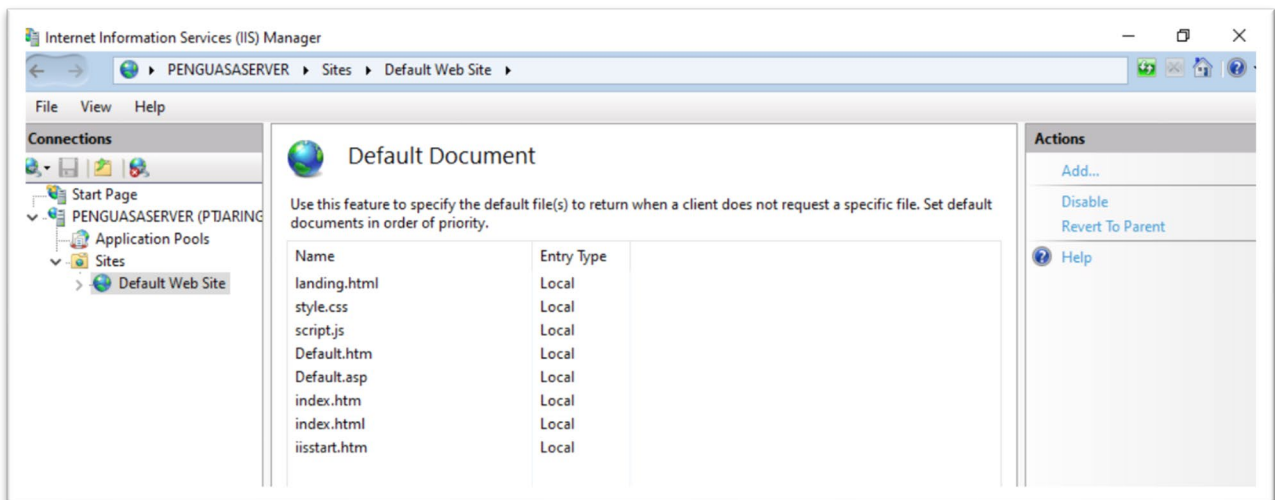 Internet Information Services (IIS) Manager
PENGUASASERVER Sites Default Web Site
File View Help
Connections
Start Page
PENGUASASERVER (PTJARING
Application Pools
Sites
Default Web Site
Default Document
Use this feature to specify the default file(s) to return when a client does not request a specific file. Set default
documents in order of priority.
Name Entry Type
landing.html Local
style.css Local
script.js Local
Default.htm Local
Default.asp Local
index.htm Local
index.html Local
iisstart.htm Local
Actions
Add...
Disable
Revert To Parent
Help